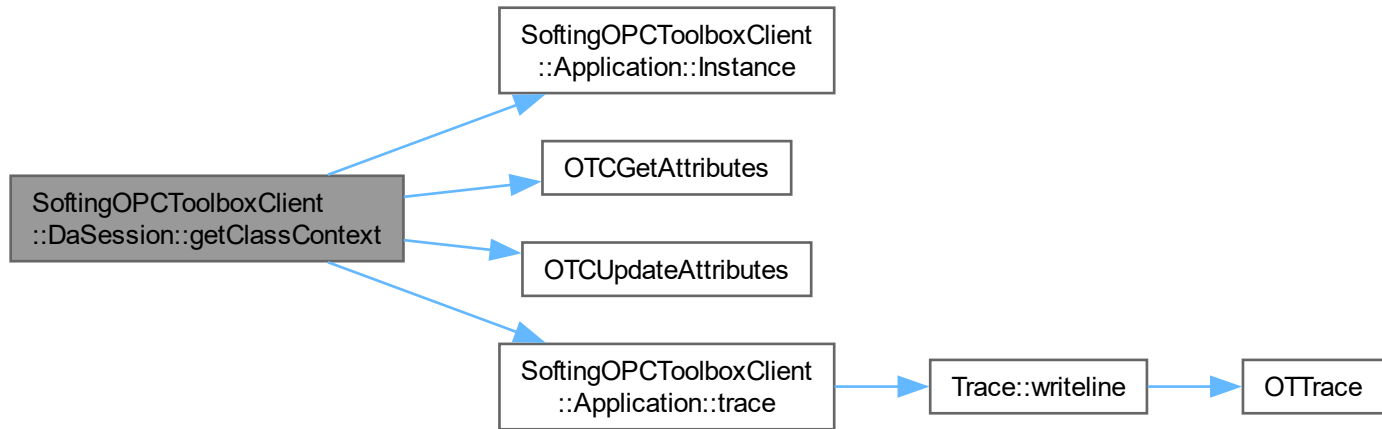 SoftingOPCToolboxClient
::Application::Instance
OTCGetAttributes
SoftingOPCToolboxClient
::DaSession::getClassContext
OTCUpdateAttributes
SoftingOPCToolboxClient
::Application::trace
Trace::writeline
OTTrace